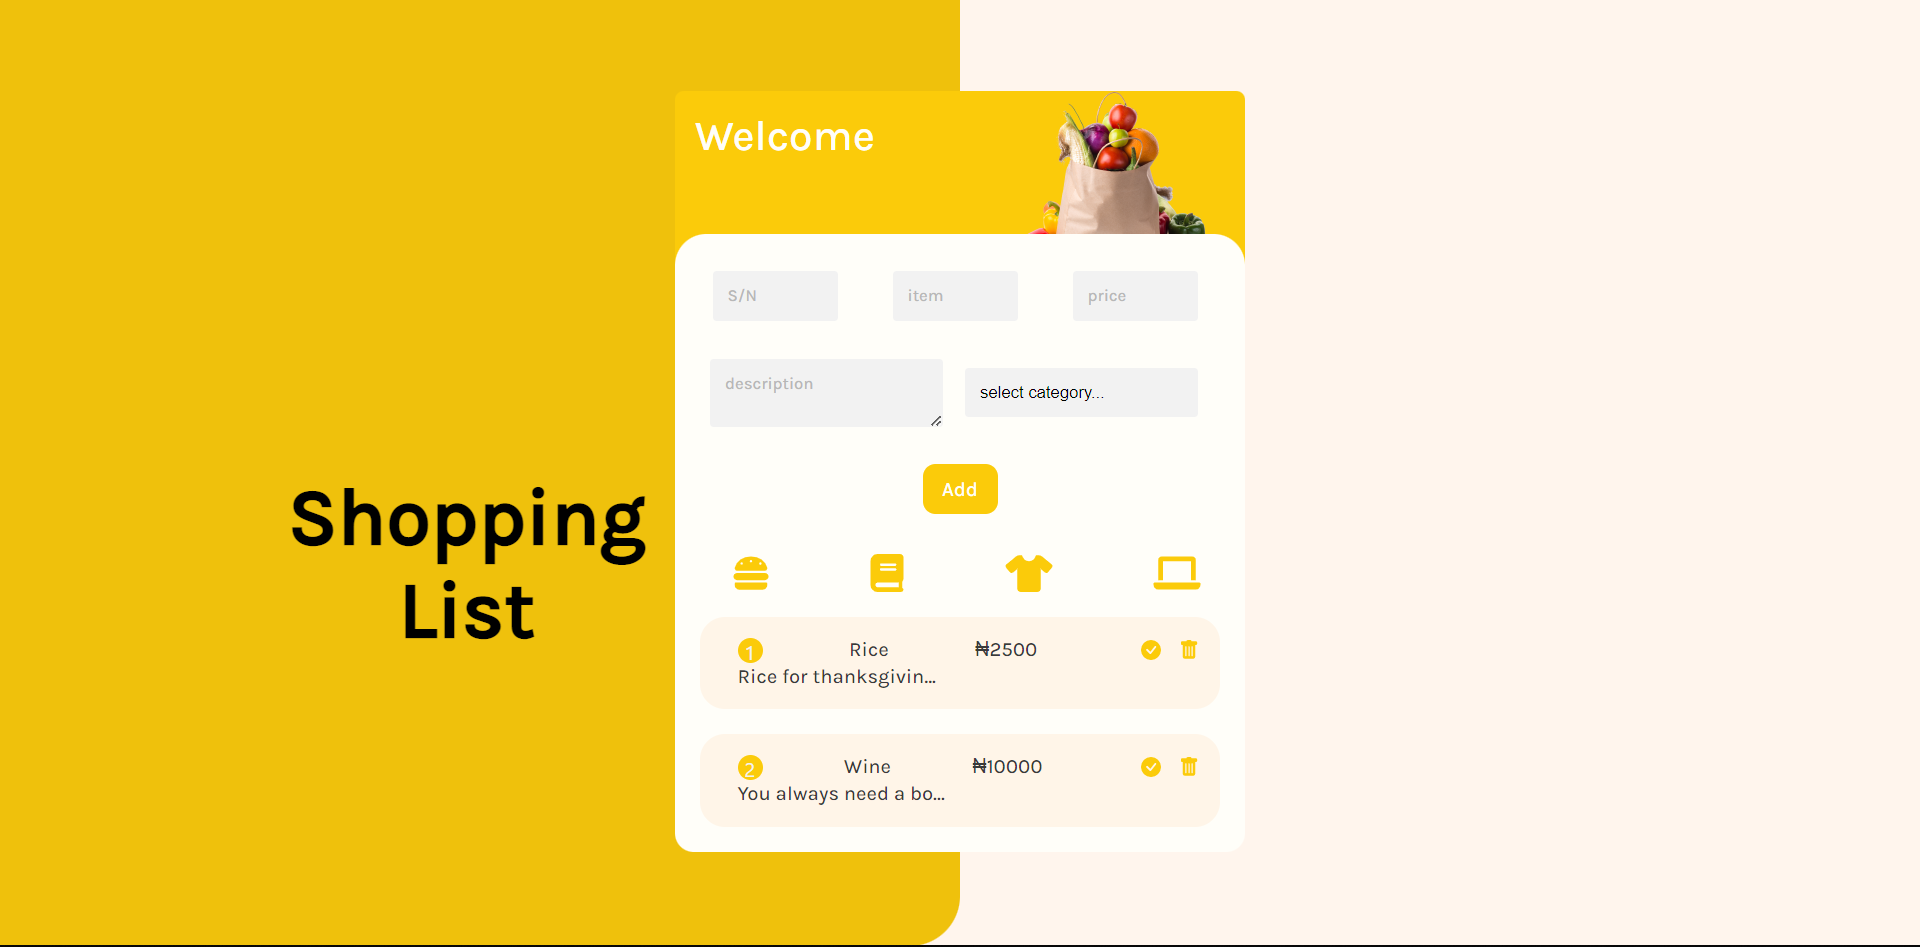 Welcome
S/N
item
price
description
select category...
Add
Shopping
List
1
Rice
₦2500
Rice for thanksgivin...
2
Wine
₦10000
You always need a bo...